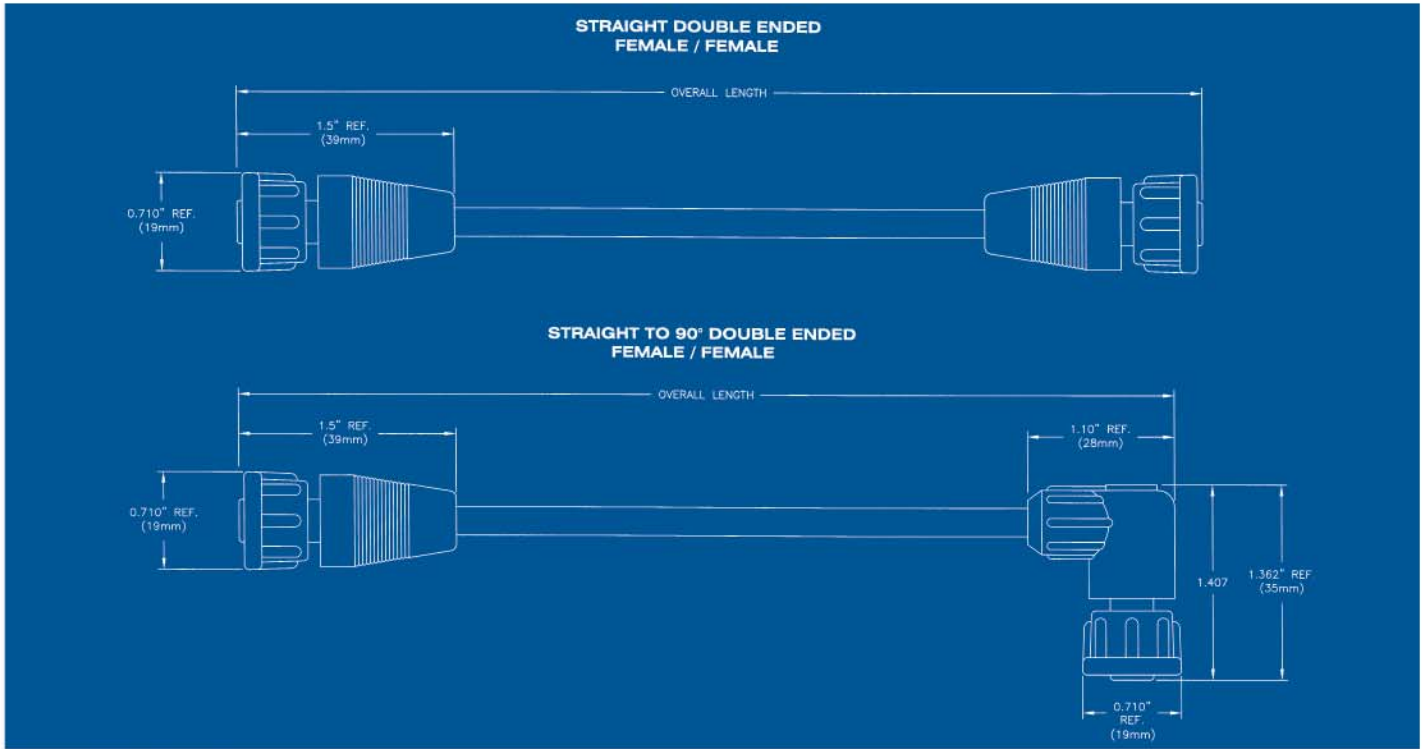 STRAIGHT DOUBLE ENDED
FEMALE / FEMALE
OVERALL LENGTH
1.5" REF.
(39mm)
0.710" REF.
(19mm)
STRAIGHT TO 90° DOUBLE ENDED
FEMALE / FEMALE
OVERALL LENGTH
1.5" REF.
(39mm)
1.10" REF.
(28mm)
0.710" REF.
(19mm)
1.407
1.362" REF
(35mm)
0.710"
REF.
(19mm)